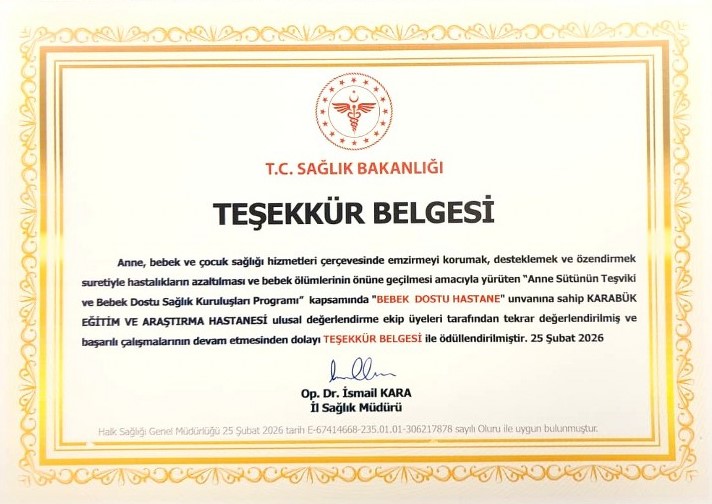 T.C. SAĞLIK BAKANLIĞI
TEŞEKKÜR BELGESİ
Anne, bebek ve çocuk sağlığı hizmetleri çerçevesinde emzirmeyi korumak, desteklemek ve özendirmek
suretiyle hastalıkların azaltılması ve bebek ölümlerinin önüne geçilmesi amacıyla yürüten "Anne Sütünün Teşviki
ve Bebek Dostu Sağlık Kuruluşları Programı" kapsamında "BEBEK DOSTU HASTANE" unvanına sahip KARABÜK
EĞİTİM VE ARAŞTIRMA HASTANESİ ulusal değerlendirme ekip üyeleri tarafından tekrar değerlendirilmiş ve
başarılı çalışmalarının devam etmesinden dolayı TEŞEKKÜR BELGESİ ile ödüllendirilmiştir. 25 Şubat 2026
Op. Dr. İsmail KARA
İl Sağlık Müdürü
Halk Sağlığı Genel Müdürlüğü 25 Şubat 2026 tarih E-67414668-235.01.01-306217878 sayılı Oluru ile uygun bulunmuştur.